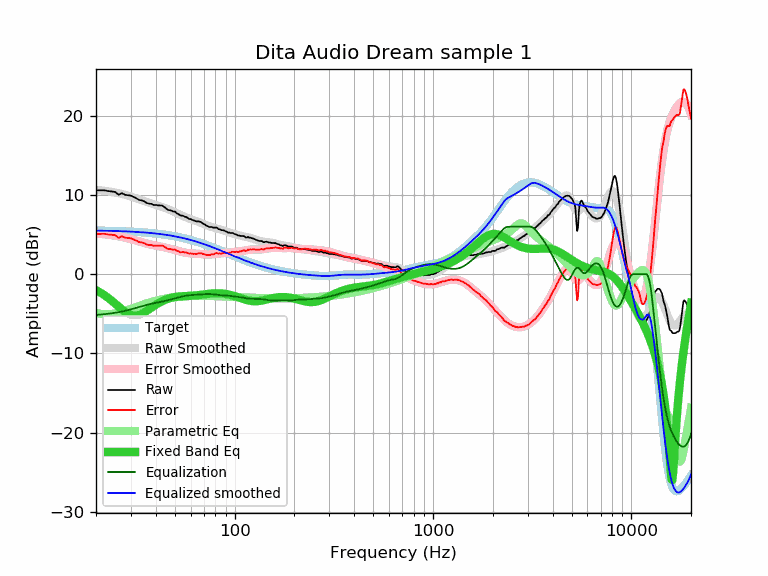 Dita Audio Dream sample 1
Amplitude (dBr)
20
10
0
−10
−20
−30
Target
Raw Smoothed
Error Smoothed
Raw
Error
Parametric Eq
Fixed Band Eq
Equalization
Equalized smoothed
100
1000
10000
Frequency (Hz)